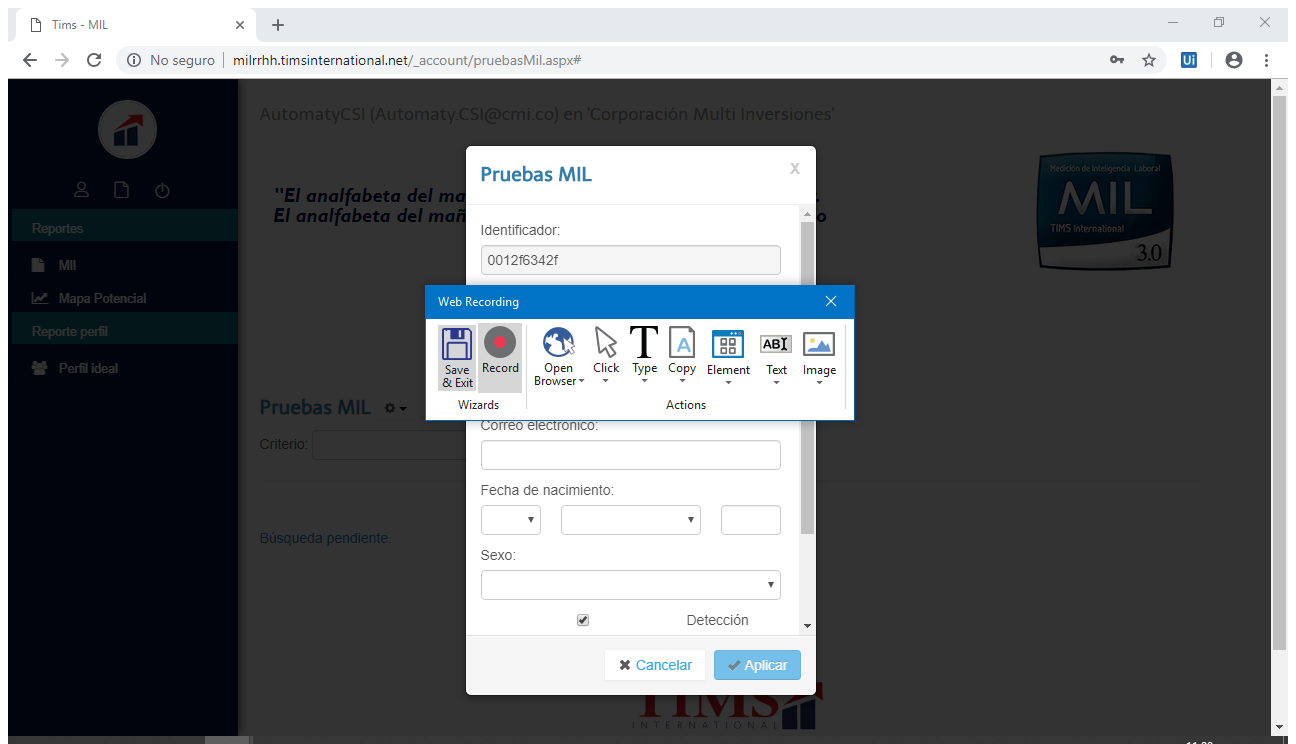 Tims - MIL
No seguro
milrrhh.timsinternational.net/_account/pruebasMil.aspx#
Ui
AutomatyCSI (Automaty.CSI@cmi.co) en 'Corporación Multi Inversiones'
"El analfabeta del ma
El analfabeta del mañ
o
Medición de Inteligencia Laboral
MIL
TIMS International
3.0
Reportes
MII
Mapa Potencial
Reporte perfil
Perfil ideal
Pruebas MIL
Criterio:
Búsqueda pendiente.
Pruebas MIL
X
Identificador:
0012f6342f
Web Recording
Save & Exit
Record
Open Browser
Click
Type
Copy
Element
Text
Image
Wizards
Actions
Correo electrónico:
Fecha de nacimiento:
Sexo:
Detección
Cancelar
Aplicar
TIMS
INTERNATIONAL